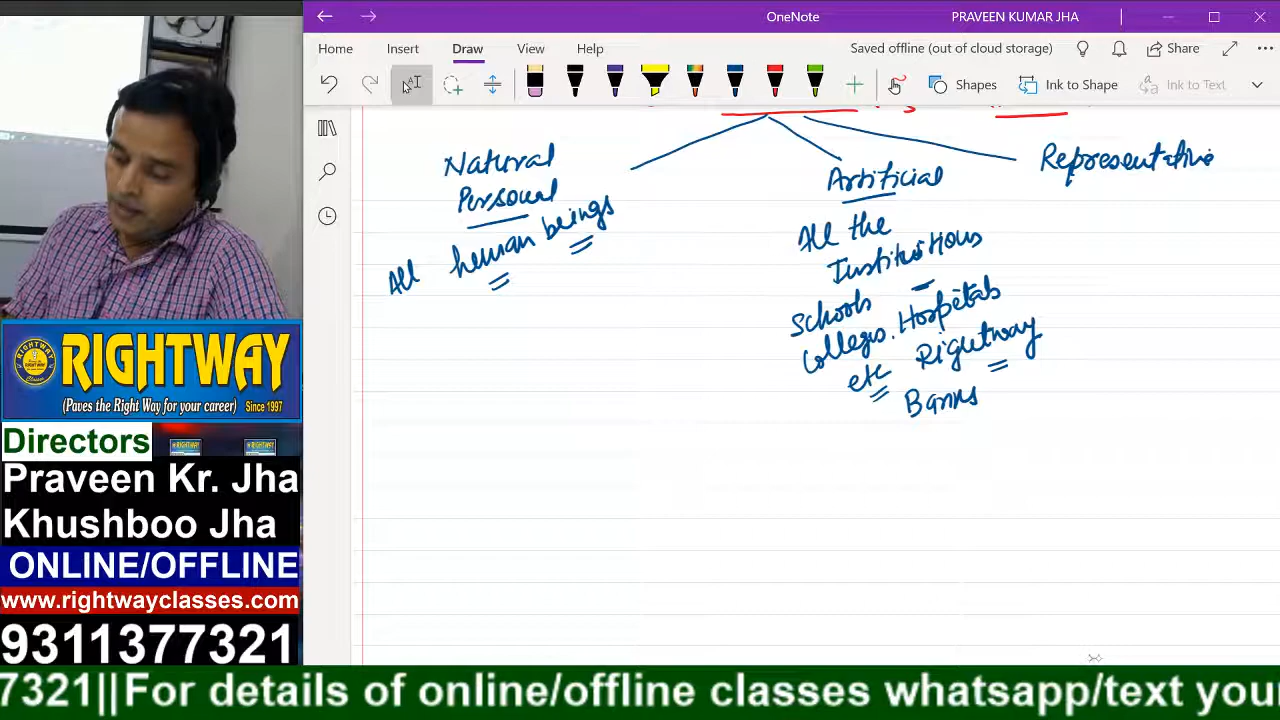 OneNote
PRAVEEN KUMAR JHA
Home Insert Draw View Help
Saved offline (out of cloud storage)
Share
Shapes
Ink to Shape
Ink to Text
Natural
Personal
All human beings
Artificial
All the
Institutions
Schools
Colleges. Hospitals
etc Rightway
Banks
Representative
RIGHTWAY
(Paves the Right Way for your career) Since 1997
Directors
Praveen Kr. Jha
Khushboo Jha
ONLINE/OFFLINE
www.rightwayclasses.com
9311377321
7321||For details of online/offline classes whatsapp/text your